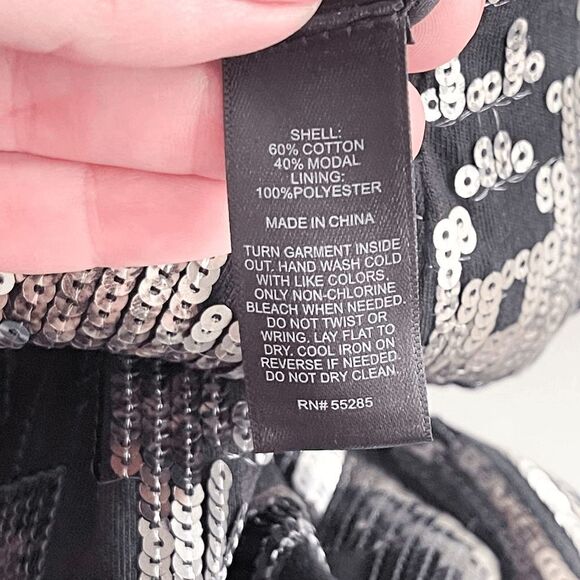 SHELL:
60% COTTON
40% MODAL
LINING:
100%POLYESTER
MADE IN CHINA
TURN GARMENT INSIDE
OUT. HAND WASH COLD
WITH LIKE COLORS.
ONLY NON-CHLORINE
BLEACH WHEN NEEDED.
DO NOT TWIST OR
WRING. LAY FLAT TO
DRY. COOL IRON ON
REVERSE IF NEEDED.
DO NOT DRY CLEAN.
RN# 55285